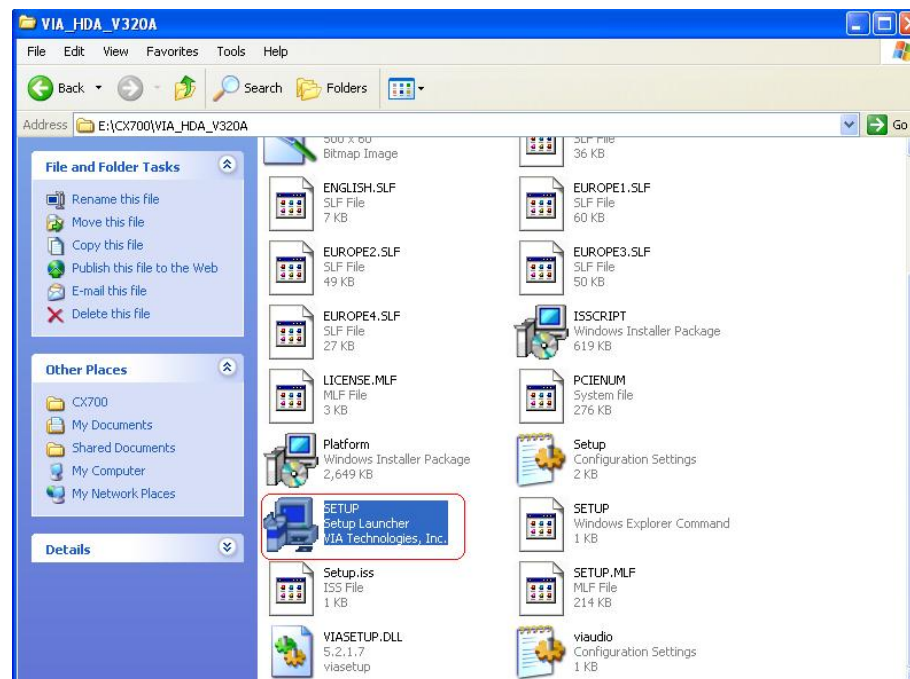 VIA_HDA_V320A
File Edit View Favorites Tools Help
Back Search Folders
Address E:\CX700\VIA_HDA_V320A Go
File and Folder Tasks
Rename this file
Move this file
Copy this file
Publish this file to the Web
E-mail this file
Delete this file
Other Places
CX700
My Documents
Shared Documents
My Computer
My Network Places
Details
500 x 60
Bitmap Image
SLF File
36 KB
ENGLISH.SLF
SLF File
7 KB
EUROPE1.SLF
SLF File
60 KB
EUROPE2.SLF
SLF File
49 KB
EUROPE3.SLF
SLF File
50 KB
EUROPE4.SLF
SLF File
27 KB
ISSCRIPT
Windows Installer Package
619 KB
LICENSE.MLF
MLF File
3 KB
PCIENUM
System file
276 KB
Platform
Windows Installer Package
2,649 KB
Setup
Configuration Settings
2 KB
SETUP
Setup Launcher
VIA Technologies, Inc.
SETUP
Windows Explorer Command
1 KB
Setup.iss
ISS File
1 KB
SETUP.MLF
MLF File
214 KB
VIASETUP.DLL
5.2.1.7
viasetup
viaudio
Configuration Settings
1 KB